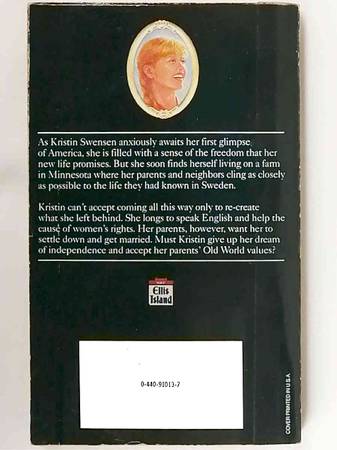 As Kristin Swensen anxiously awaits her first glimpse
of America, she is filled with a sense of the freedom that her
new life promises. But she soon finds herself living on a farm
in Minnesota where her parents and neighbors cling as closely
as possible to the life they had known in Sweden.
Kristin can't accept coming all this way only to re-create
what she left behind. She longs to speak English and help the
cause of women's rights. Her parents, however, want her to
settle down and get married. Must Kristin give up her dream
of independence and accept her parents' Old World values?
Ellis
Island
0-440-91013-7
COVER PRINTED IN U.S.A.